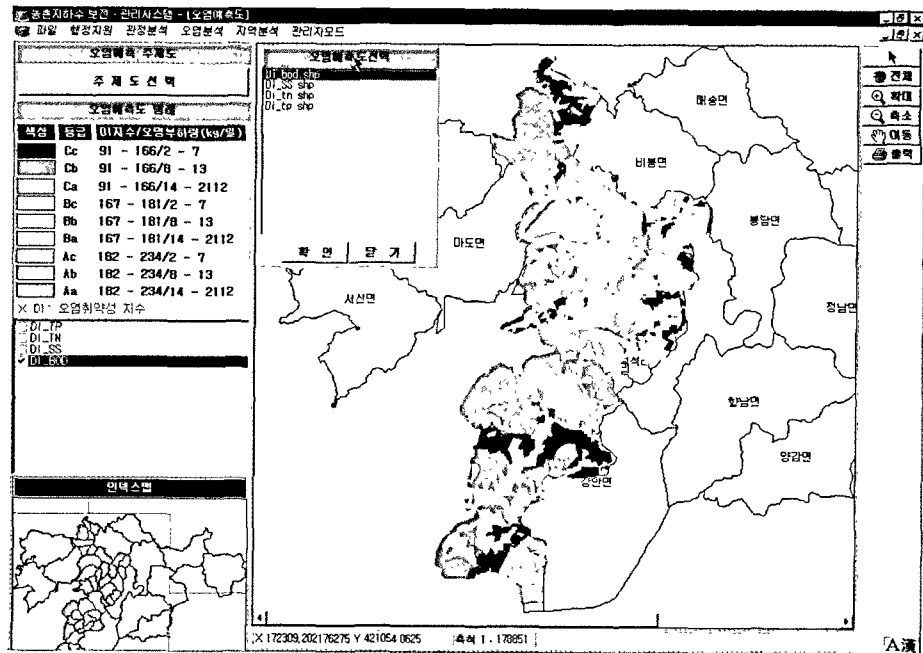 농촌지하수 보전 · 관리시스템 - [오염예측도]
파일 행정지원 관정분석 오염분석 지역분석 관리자모드
오염예측 주제도
주 제 도 선 택
오염예측도 범례
색상 등급 DI지수/오염부하량(kg/일)
Cc 91 - 166/2 - 7
Cb 91 - 166/8 - 13
Ca 91 - 166/14 - 2112
Bc 167 - 181/2 - 7
Bb 167 - 181/8 - 13
Ba 167 - 181/14 - 2112
Ac 182 - 234/2 - 7
Ab 182 - 234/8 - 13
Aa 182 - 234/14 - 2112
× DI: 오염취약성 지수
DI_TP
DI_TN
DI_SS
DI_BOD
인덱스맵
오염예측도선택
Di_bod.shp
Di_SS.shp
Di_tn.shp
Di_tp.shp
확 인 닫 기
매송면
비봉면
봉담면
마도면
서신면
정남면
향남면
양감면
장안면
전체
확대
축소
이동
출력
X 172309,202176275 Y 421054 0625 축척 1 - 178851
「A漢